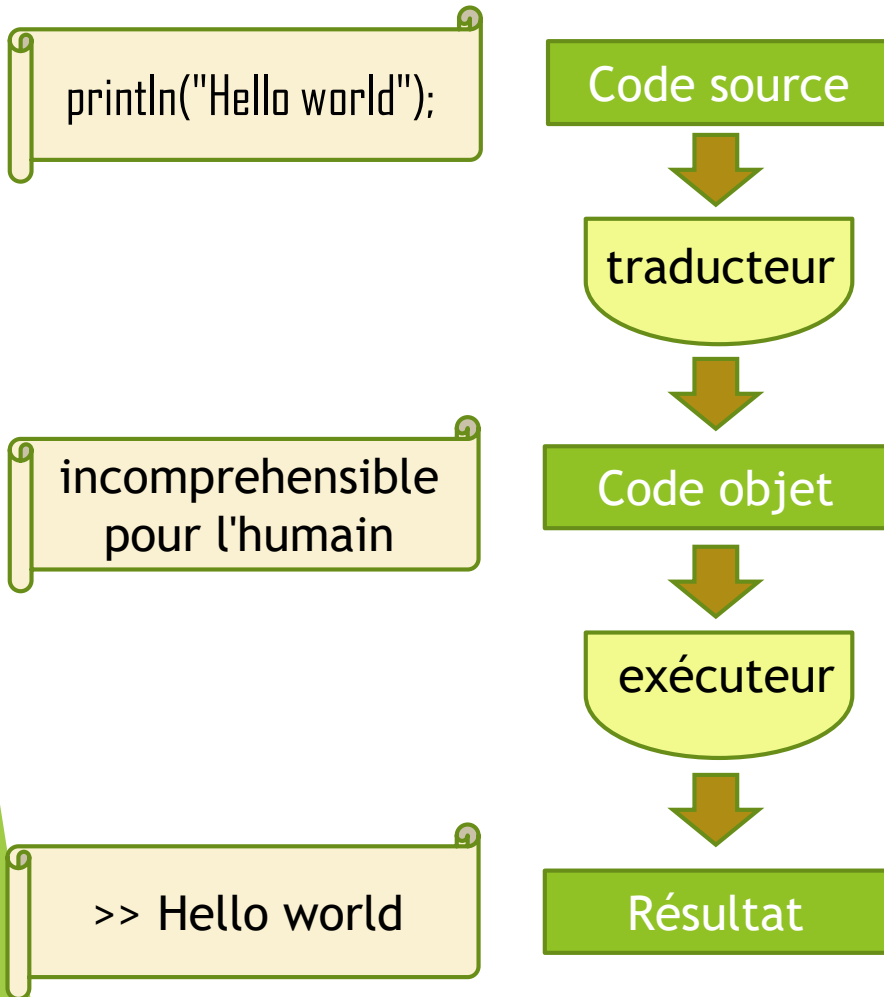 println("Hello world");
Code source
traducteur
incomprehensible
pour l'humain
Code objet
exécuteur
>> Hello world
Résultat